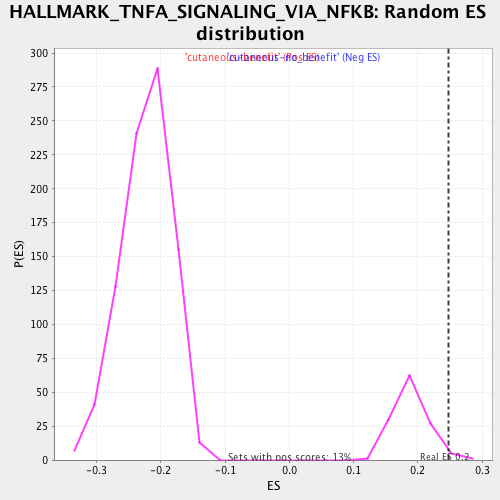 HALLMARK_TNFA_SIGNALING_VIA_NFKB: Random ES
distribution
'cutaneous-benefit' (Pos ES)
'cutaneous-no_benefit' (Neg ES)
300
275
250
225
200
175
150
125
100
75
50
25
0
P(ES)
Sets with pos scores: 13%
Real ES 0.2
-0.3
-0.2
-0.1
0.0
0.1
0.2
0.3
ES